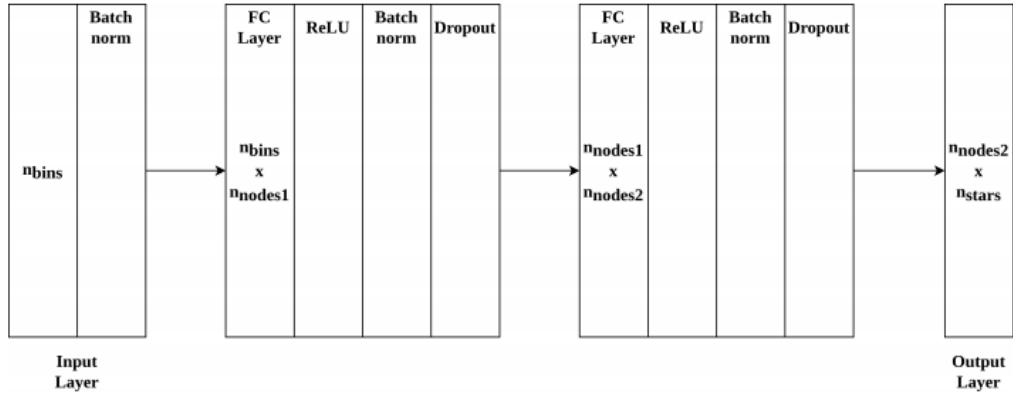 Batch
norm
n_bins
Input
Layer
FC
Layer
ReLU
Batch
norm
Dropout
n_bins
x
n_nodes1
FC
Layer
ReLU
Batch
norm
Dropout
n_nodes1
x
n_nodes2
n_nodes2
x
n_stars
Output
Layer